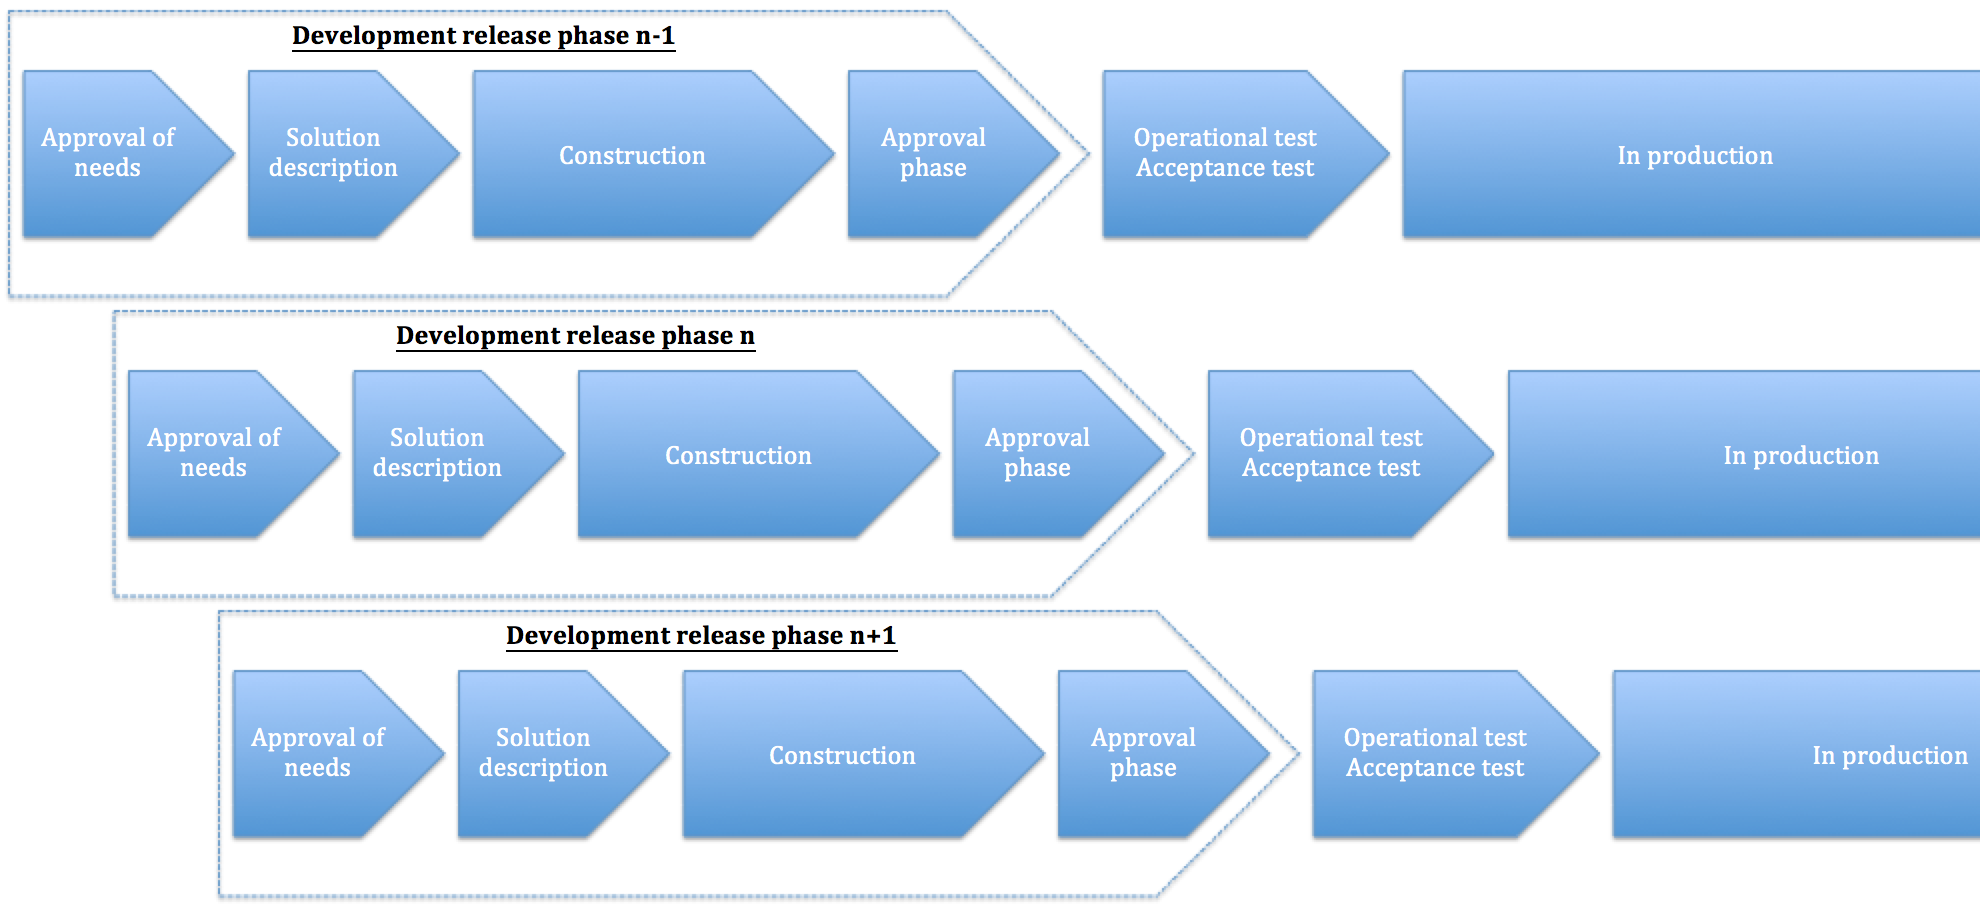 Development release phase n-1
Approval of
needs
Solution
description
Construction
Approval
phase
Operational test
Acceptance test
In production
Development release phase n
Approval of
needs
Solution
description
Construction
Approval
phase
Operational test
Acceptance test
In production
Development release phase n+1
Approval of
needs
Solution
description
Construction
Approval
phase
Operational test
Acceptance test
In production